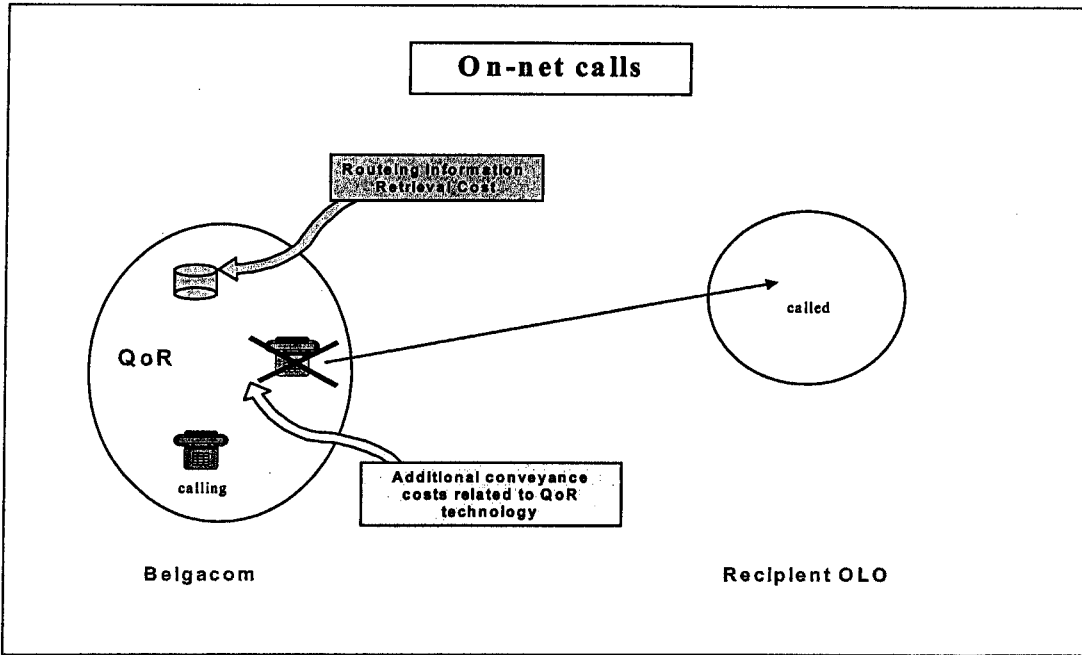 On-net calls
Routeing Information
Retrieval Cost
called
QoR
calling
Additional conveyance
costs related to QoR
technology
Belgacom
Recipient OLO